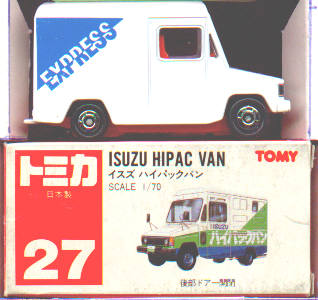 EXPRESS
トミカ
日本製
27
ISUZU HIPAC VAN
イスズ ハイパックバン
SCALE 1/70
TOMY
ISUZU
ハイパックバン
後部ドアー開閉